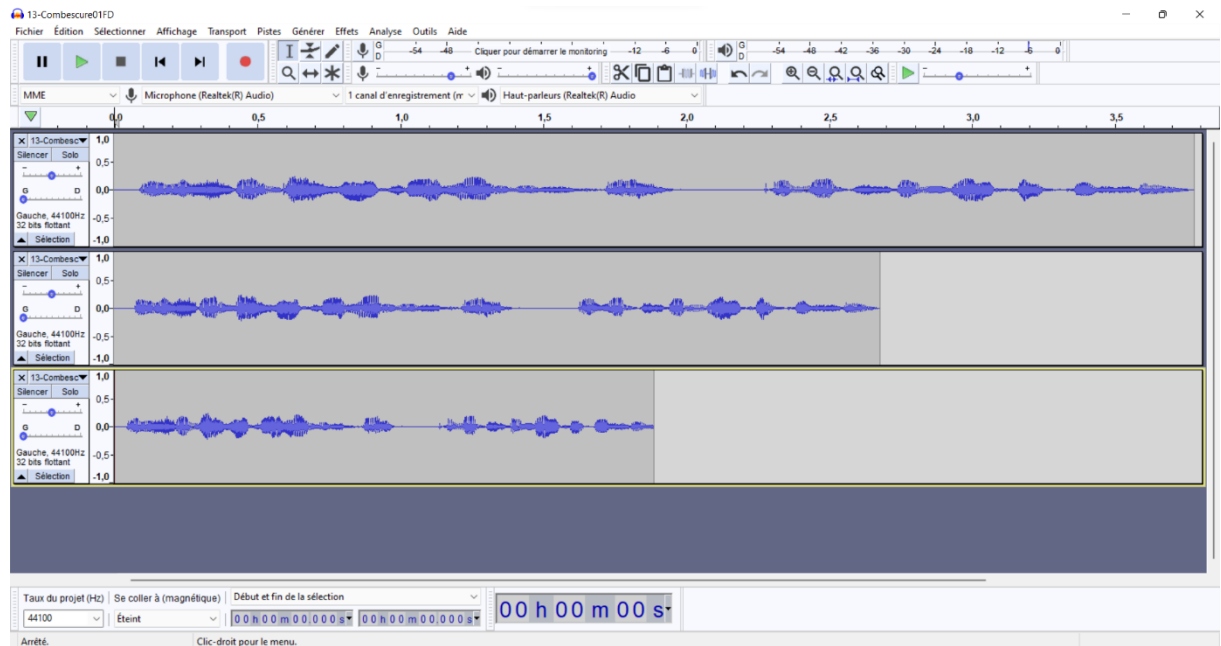 13-Combescure01FD
Fichier Édition Sélectionner Affichage Transport Pistes Générer Effets Analyse Outils Aide
G D -54 -48 Cliquer pour démarrer le monitoring -12 -6 0 G D -54 -48 -42 -36 -30 -24 -18 -12 -6 0
MME Microphone (Realtek(R) Audio) 1 canal d'enregistrement (m Haut-parleurs (Realtek(R) Audio
0,0 0,5 1,0 1,5 2,0 2,5 3,0 3,5
13-Combesc 1,0
Silencer Solo
- + 0,5
G D 0,0
Gauche, 44100Hz -0,5
32 bits flottant
Sélection -1,0
13-Combesc 1,0
Silencer Solo
- + 0,5
G D 0,0
Gauche, 44100Hz -0,5
32 bits flottant
Sélection -1,0
13-Combesc 1,0
Silencer Solo
- + 0,5
G D 0,0
Gauche, 44100Hz -0,5
32 bits flottant
Sélection -1,0
Taux du projet (Hz) Se coller à (magnétique) Début et fin de la sélection
44100 Éteint 00 h 00 m 00.000 s 00 h 00 m 00.000 s 00 h 00 m 00 s
Arrêté. Clic-droit pour le menu.